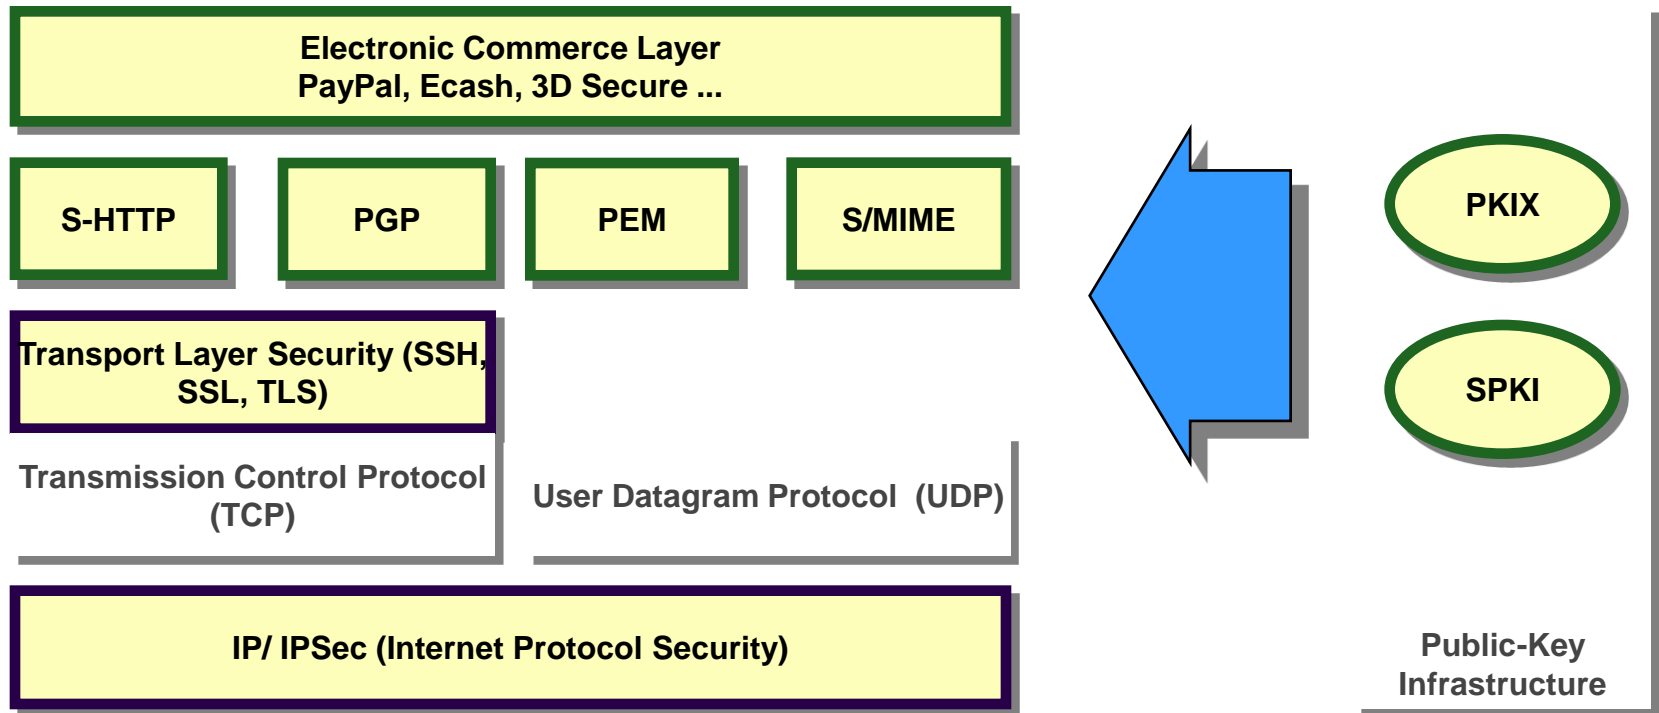 Electronic Commerce Layer
PayPal, Ecash, 3D Secure ...
S-HTTP
PGP
PEM
S/MIME
Transport Layer Security (SSH,
SSL, TLS)
Transmission Control Protocol
(TCP)
User Datagram Protocol  (UDP)
IP/ IPSec (Internet Protocol Security)
PKIX
SPKI
Public-Key
Infrastructure